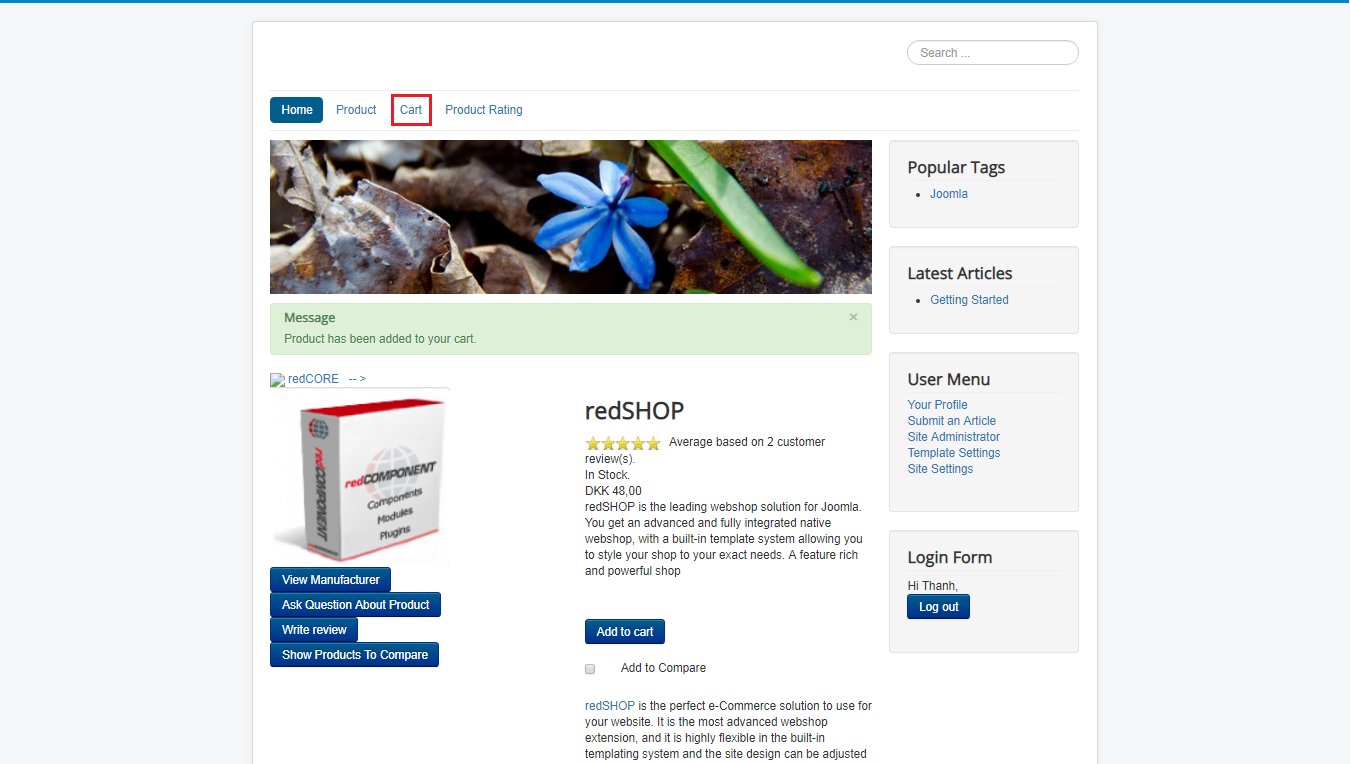 Search ...
Home Product Cart Product Rating
Message ×
Product has been added to your cart.
redCORE -- >
redCOMPONENT
redCOMPONENT
Components
Modules
Plugins
View Manufacturer
Ask Question About Product
Write review
Show Products To Compare
redSHOP
Average based on 2 customer
review(s).
In Stock.
DKK 48,00
redSHOP is the leading webshop solution for Joomla.
You get an advanced and fully integrated native
webshop, with a built-in template system allowing you
to style your shop to your exact needs. A feature rich
and powerful shop
Add to cart
Add to Compare
redSHOP is the perfect e-Commerce solution to use for
your website. It is the most advanced webshop
extension, and it is highly flexible in the built-in
templating system and the site design can be adjusted
Popular Tags
Joomla
Latest Articles
Getting Started
User Menu
Your Profile
Submit an Article
Site Administrator
Template Settings
Site Settings
Login Form
Hi Thanh,
Log out